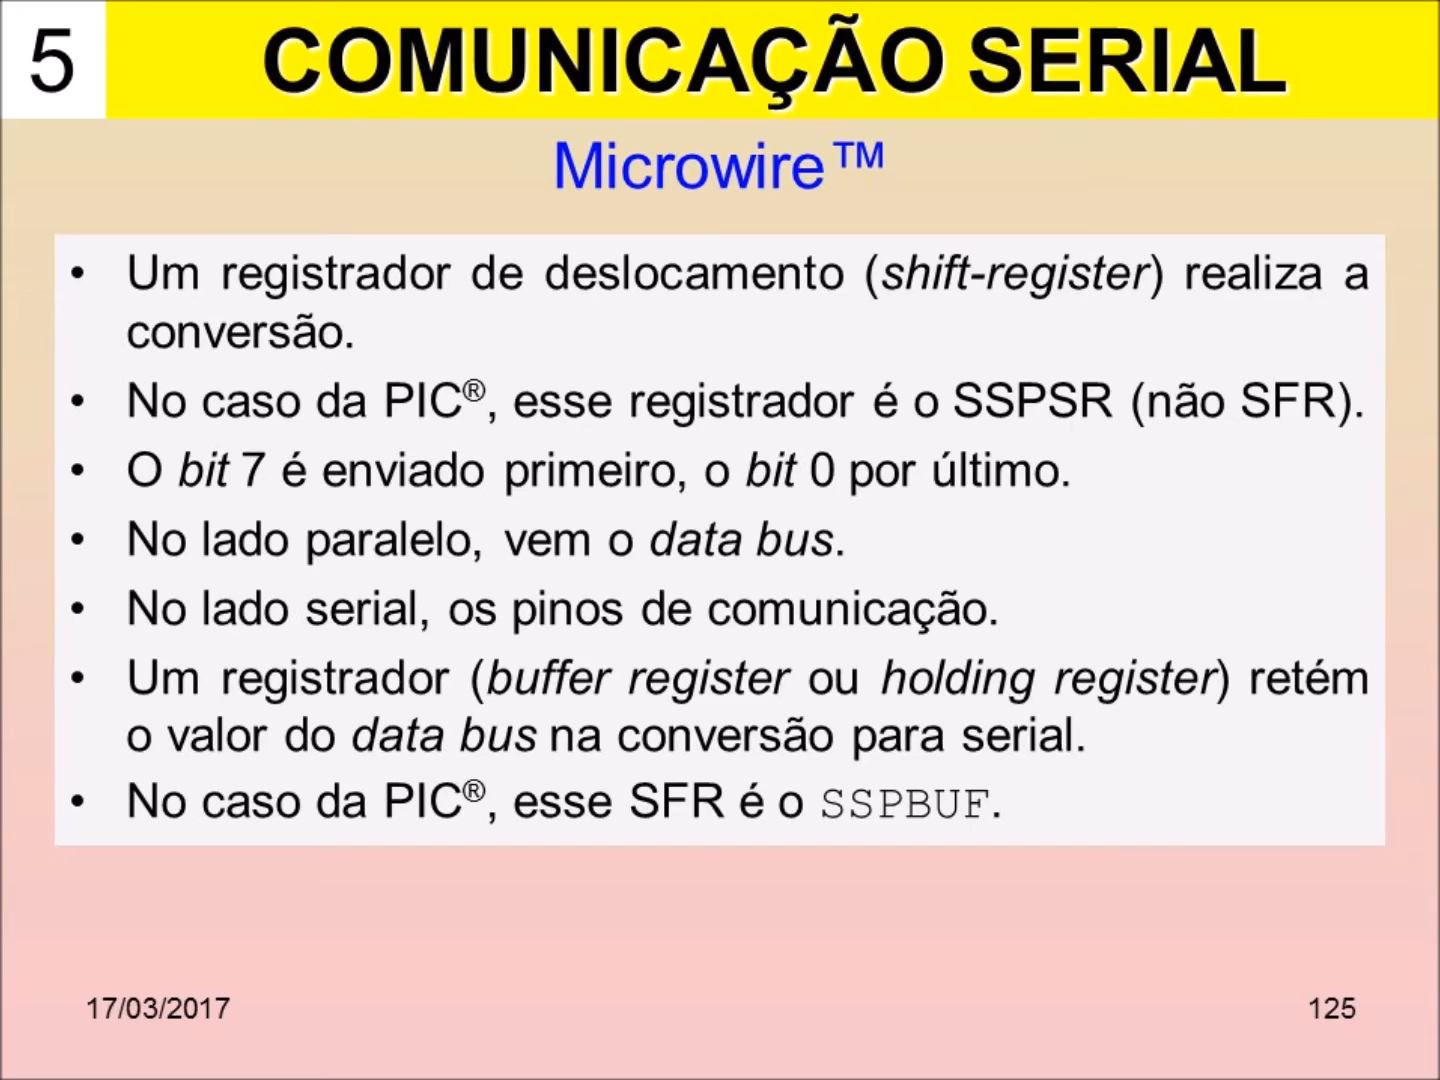 5
COMUNICAÇÃO SERIAL
Microwire™
• Um registrador de deslocamento (shift-register) realiza a
conversão.
• No caso da PIC®, esse registrador é o SSPSR (não SFR).
• O bit 7 é enviado primeiro, o bit 0 por último.
• No lado paralelo, vem o data bus.
• No lado serial, os pinos de comunicação.
• Um registrador (buffer register ou holding register) retém
o valor do data bus na conversão para serial.
• No caso da PIC®, esse SFR é o SSPBUF.
17/03/2017
125